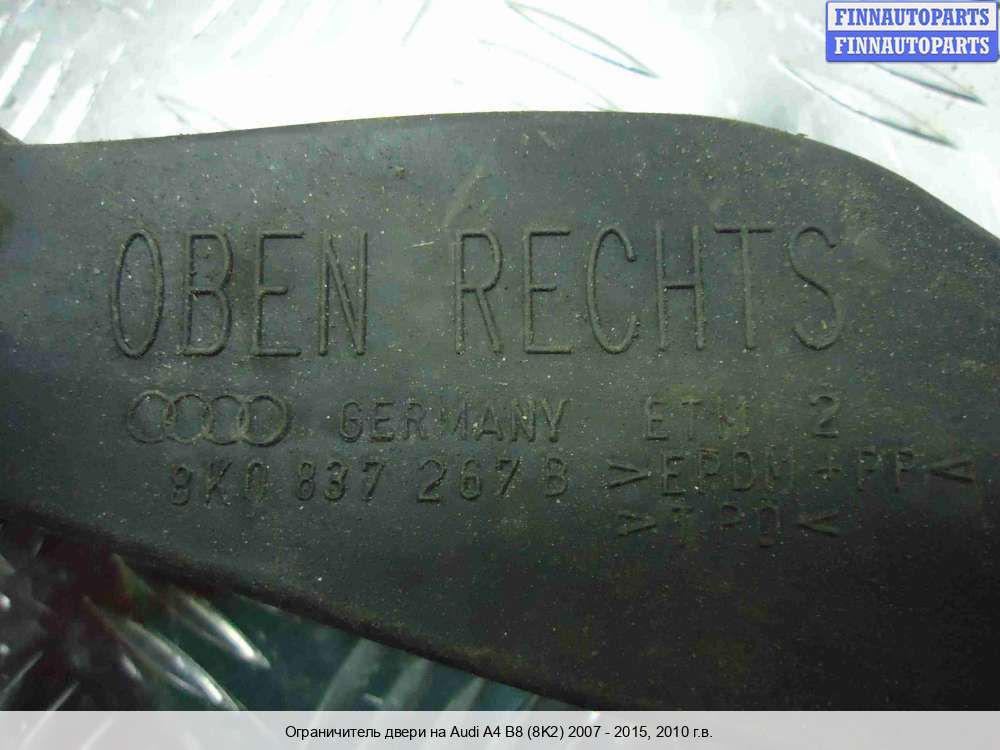 FINNAUTOPARTS
FINNAUTOPARTS
OBEN RECHTS
GERMANY ETM 2
8K0 837 267 B >EPDM+PP<
>TPO<
Ограничитель двери на Audi A4 B8 (8K2) 2007 - 2015, 2010 г.в.